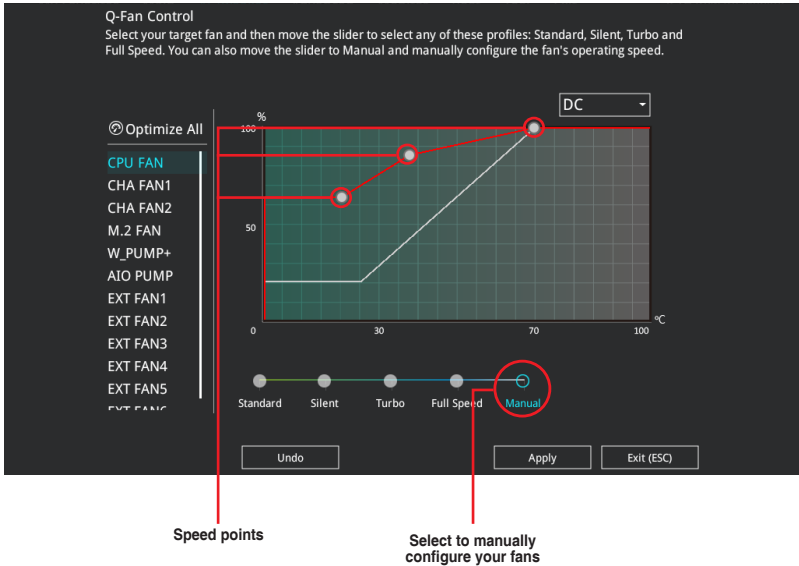 Q-Fan Control
Select your target fan and then move the slider to select any of these profiles: Standard, Silent, Turbo and
Full Speed. You can also move the slider to Manual and manually configure the fan's operating speed.
DC
Optimize All
CPU FAN
CHA FAN1
CHA FAN2
M.2 FAN
W_PUMP+
AIO PUMP
EXT FAN1
EXT FAN2
EXT FAN3
EXT FAN4
EXT FAN5
%
100
50
0
30
70
100
ºC
Standard
Silent
Turbo
Full Speed
Manual
Undo
Apply
Exit (ESC)
Speed points
Select to manually
configure your fans